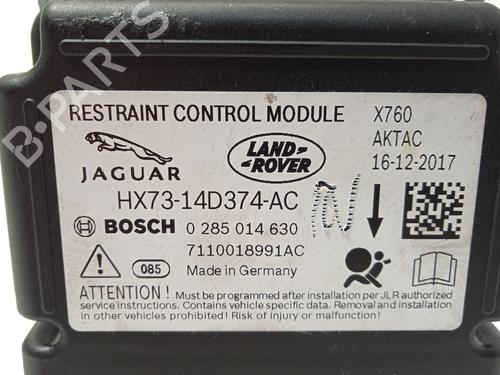 B-PARTS
RESTRAINT CONTROL MODULE X760
AKTAC
16-12-2017
JAGUAR
LAND-
ROVER
HX73-14D374-AC
BOSCH 0 285 014 630
7110018991AC
085 Made in Germany
ATTENTION! Must be programmed after installation per JLR authorized
service instructions. Contains vehicle specific data. Removal and installation
in other vehicles prohibited! Risk of injury or malfunction!